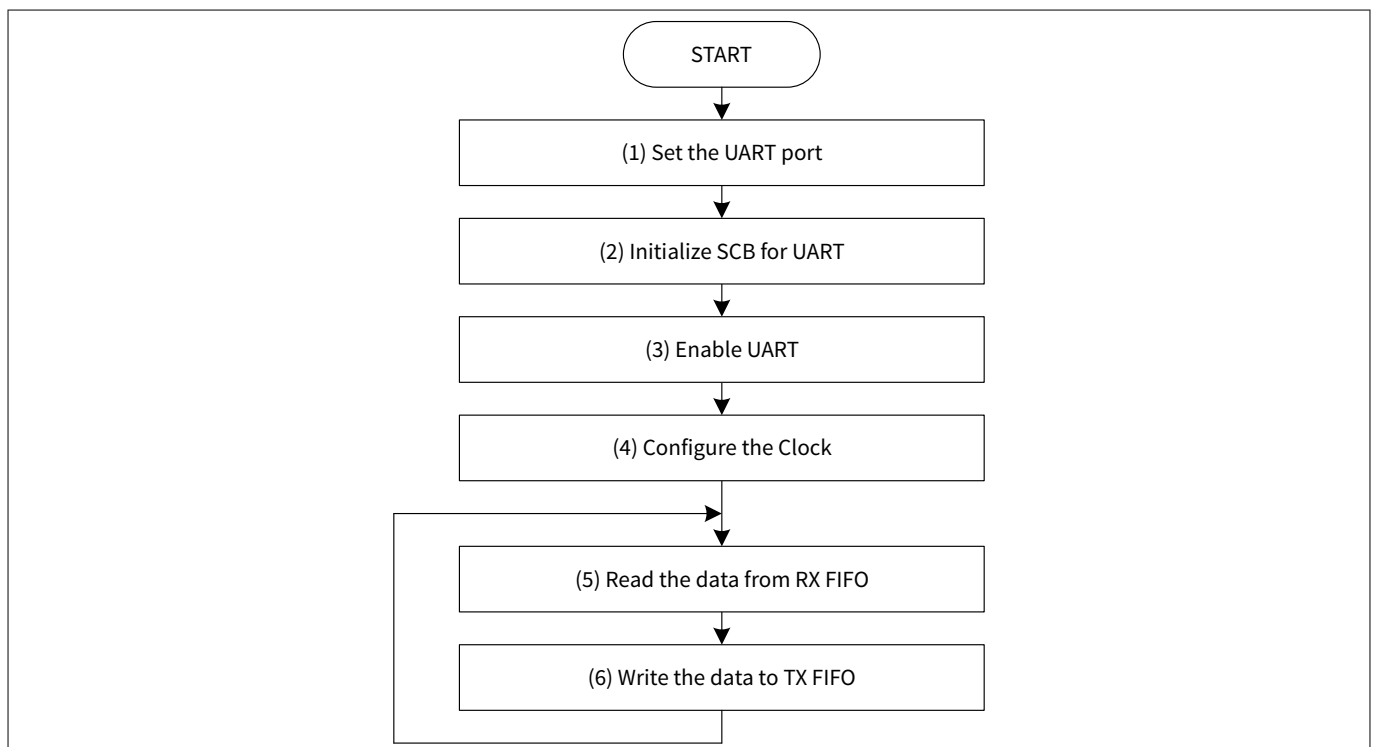 START
(1) Set the UART port
(2) Initialize SCB for UART
(3) Enable UART
(4) Configure the Clock
(5) Read the data from RX FIFO
(6) Write the data to TX FIFO